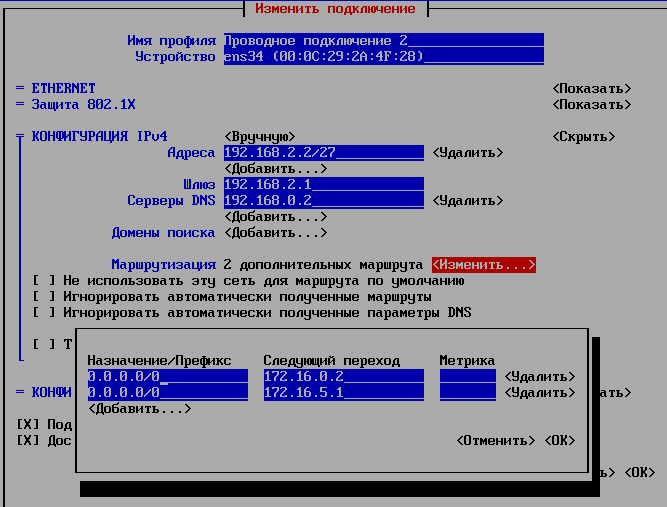 Изменить подключение
Имя профиля Проводное подключение 2
Устройство ens34 (00:0C:29:2A:4F:28)
= ETHERNET <Показать>
= Защита 802.1X <Показать>
КОНФИГУРАЦИЯ IPv4 <Вручную> <Скрыть>
Адреса 192.168.2.2/27 <Удалить>
<Добавить...>
Шлюз 192.168.2.1
Серверы DNS 192.168.0.2 <Удалить>
<Добавить...>
Домены поиска <Добавить...>
Маршрутизация 2 дополнительных маршрута <Изменить...>
[ ] Не использовать эту сеть для маршрута по умолчанию
[ ] Игнорировать автоматически полученные маршруты
[ ] Игнорировать автоматически полученные параметры DNS
[ ] Т
Назначение/Префикс Следующий переход Метрика
0.0.0.0/0 172.16.0.2 <Удалить>
0.0.0.0/0 172.16.5.1 <Удалить>
<Добавить...>
<Отменить> <OK>
= КОНФИ ать>
[X] Под
[X] Дос
ь> <OK>